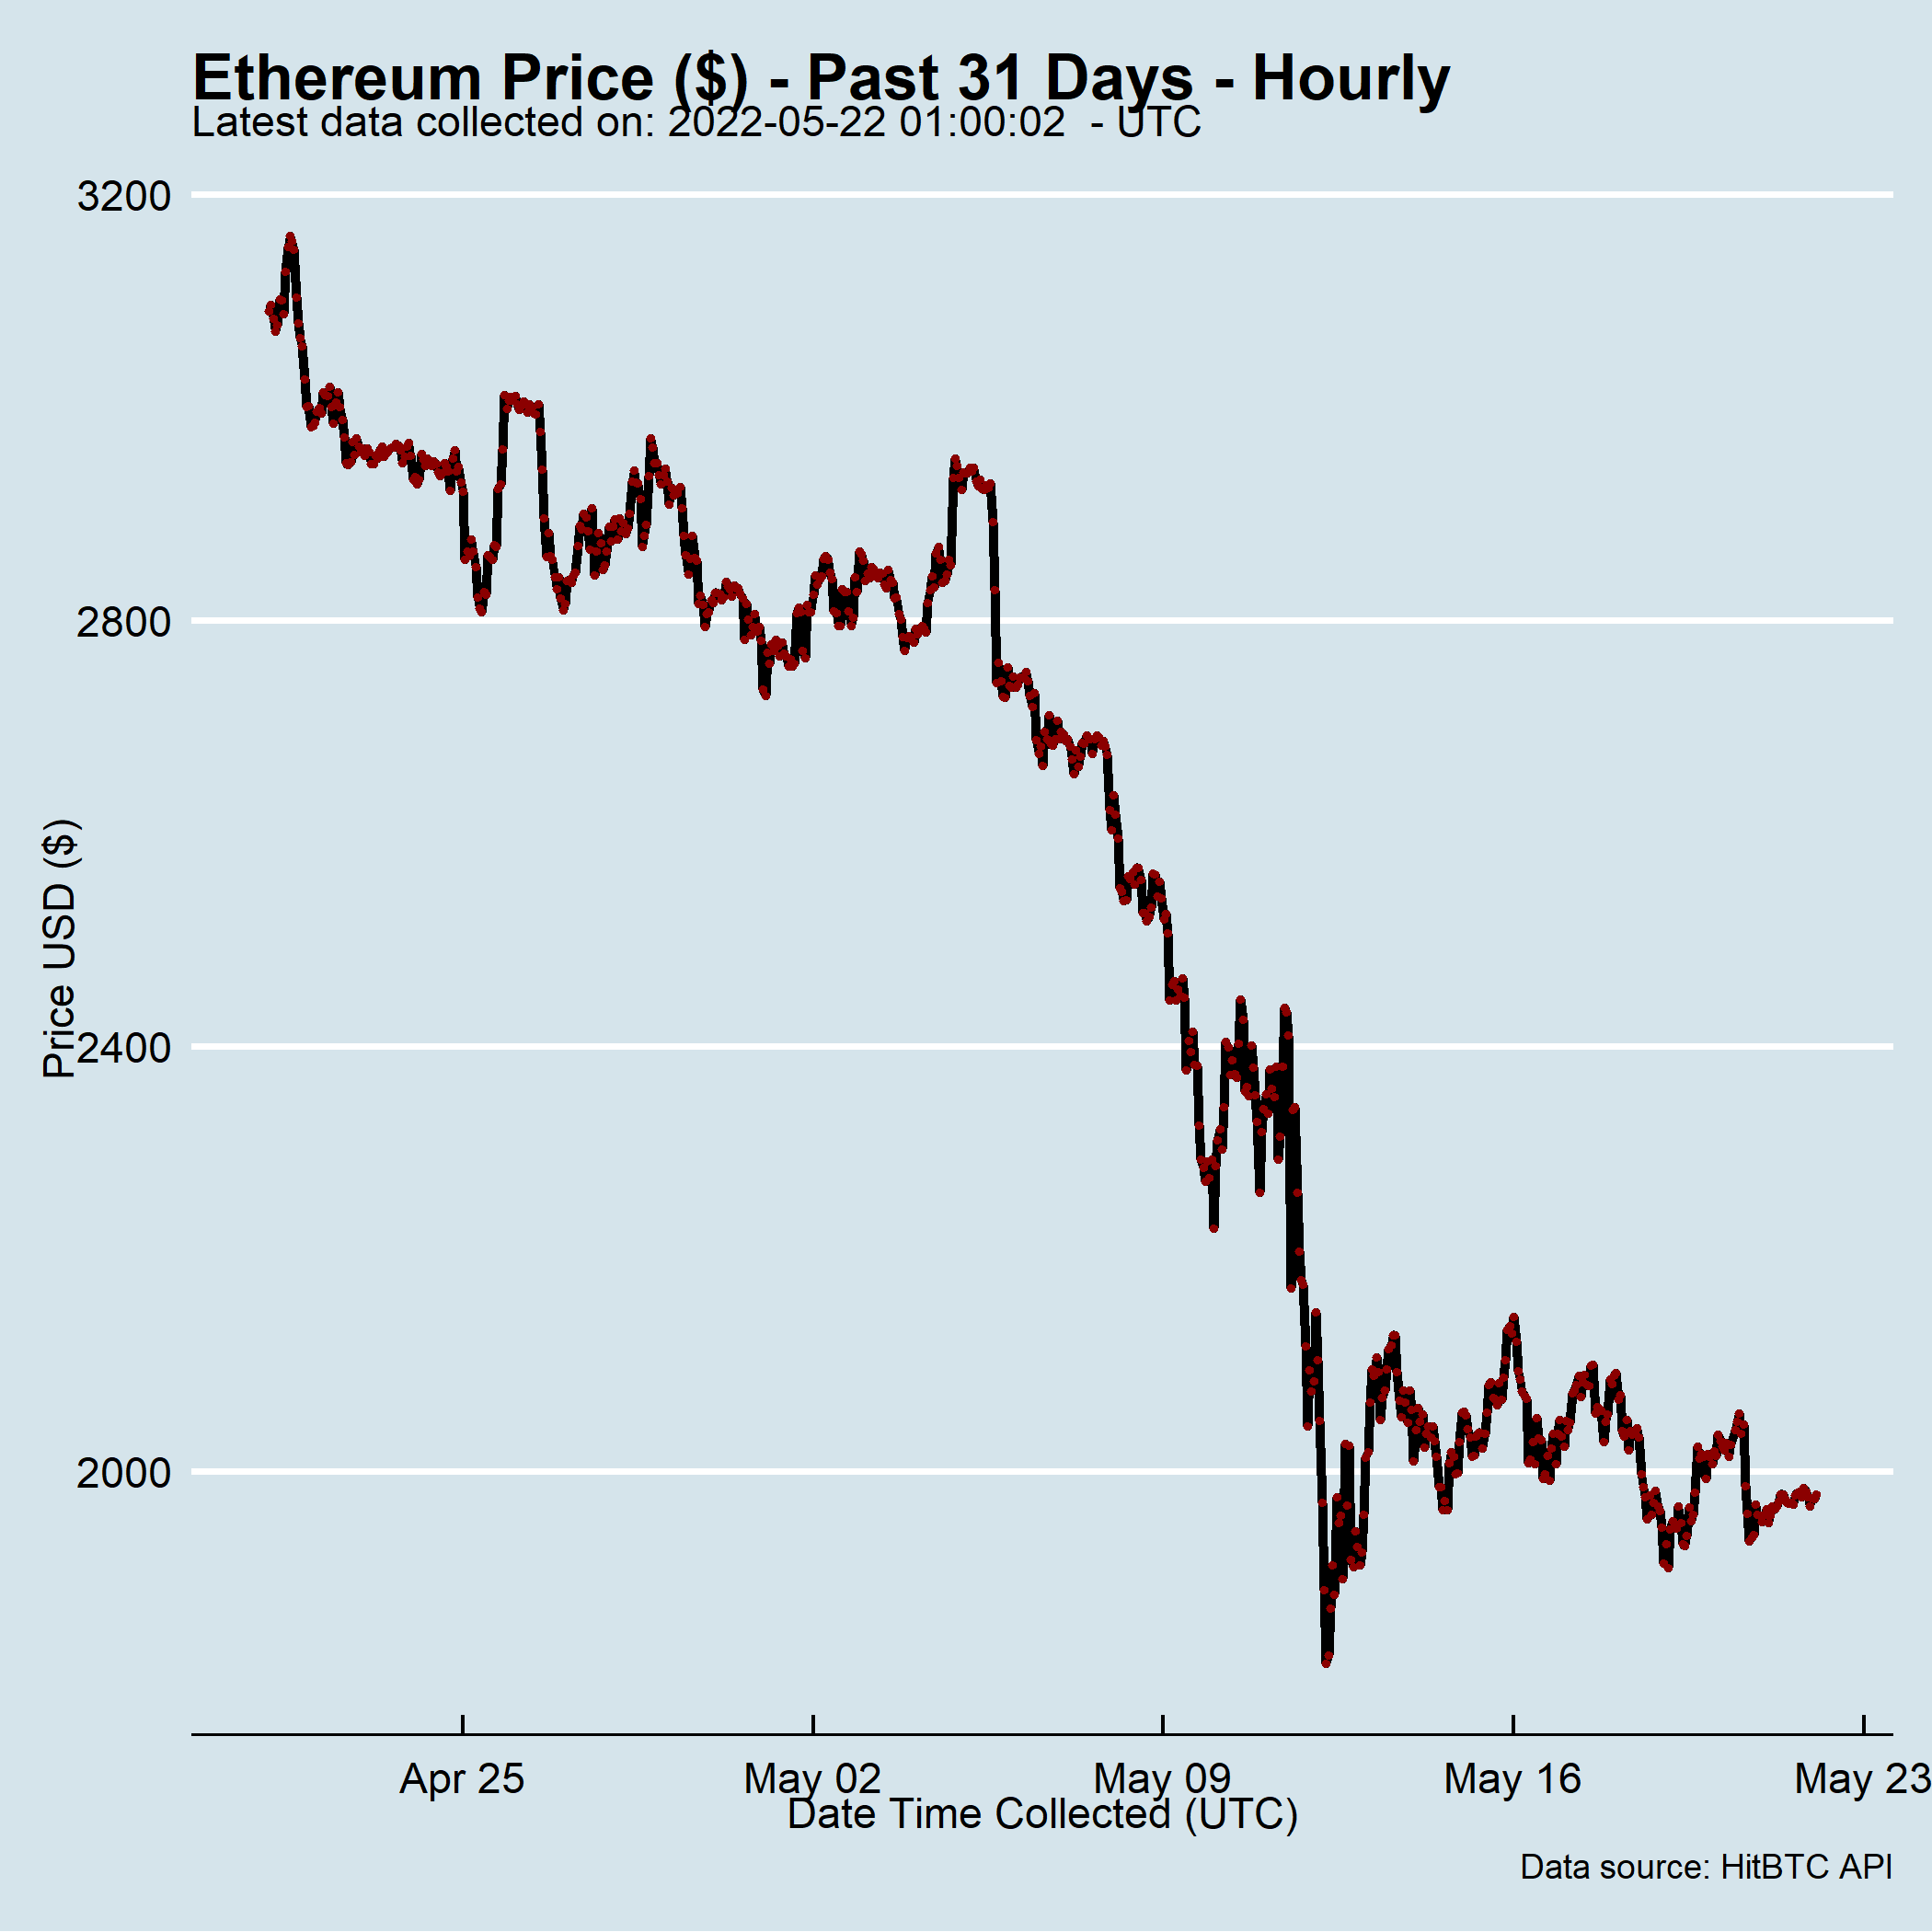 Ethereum Price ($) - Past 31 Days - Hourly
Latest data collected on: 2022-05-22 01:00:02  - UTC
3200
2800
2400
2000
Price USD ($)
Apr 25
May 02
May 09
May 16
May 23
Date Time Collected (UTC)
Data source: HitBTC API